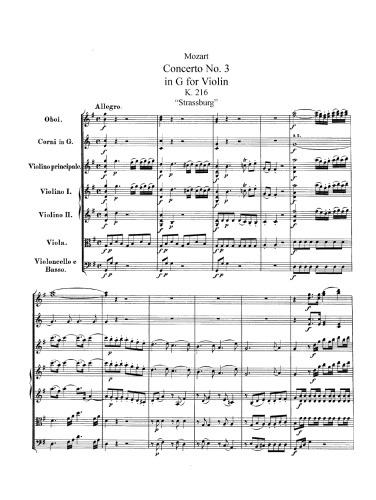 Mozart
Concerto No. 3
in G for Violin
K. 216
"Strassburg"
Allegro.
Oboi.
Corni in G.
Violino principale.
Violino I.
Violino II.
Viola.
Violoncello e
Basso.